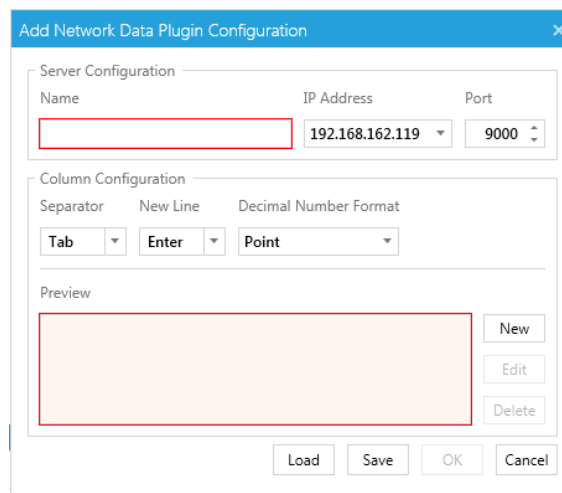 Add Network Data Plugin Configuration
Server Configuration
Name IP Address Port
192.168.162.119 9000
Column Configuration
Separator New Line Decimal Number Format
Tab Enter Point
Preview
New
Edit
Delete
Load Save OK Cancel